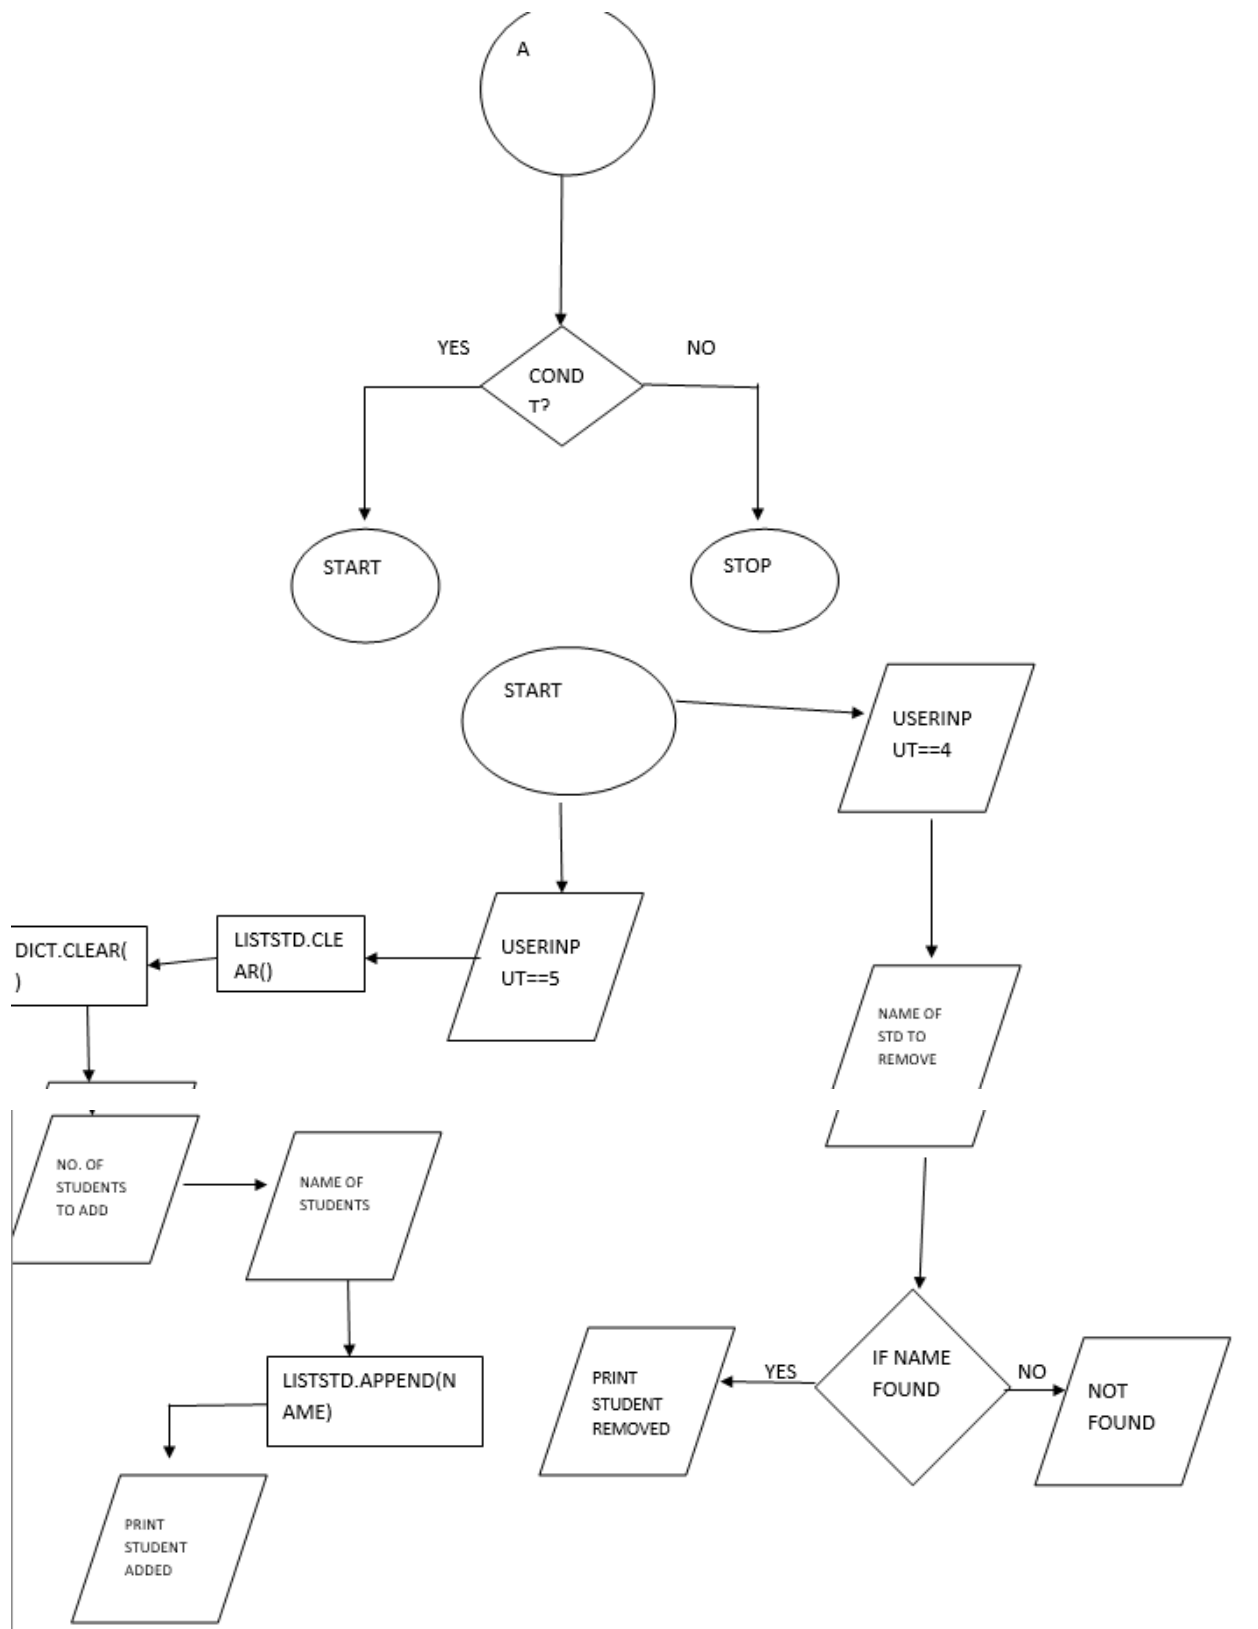 A
YES
NO
COND
T?
START
STOP
START
USERINP
UT==4
DICT.CLEAR(
)
LISTSTD.CLE
AR()
USERINP
UT==5
NAME OF
STD TO
REMOVE
NO. OF
STUDENTS
TO ADD
NAME OF
STUDENTS
LISTSTD.APPEND(N
AME)
PRINT
STUDENT
REMOVED
YES
IF NAME
FOUND
NO
NOT
FOUND
PRINT
STUDENT
ADDED